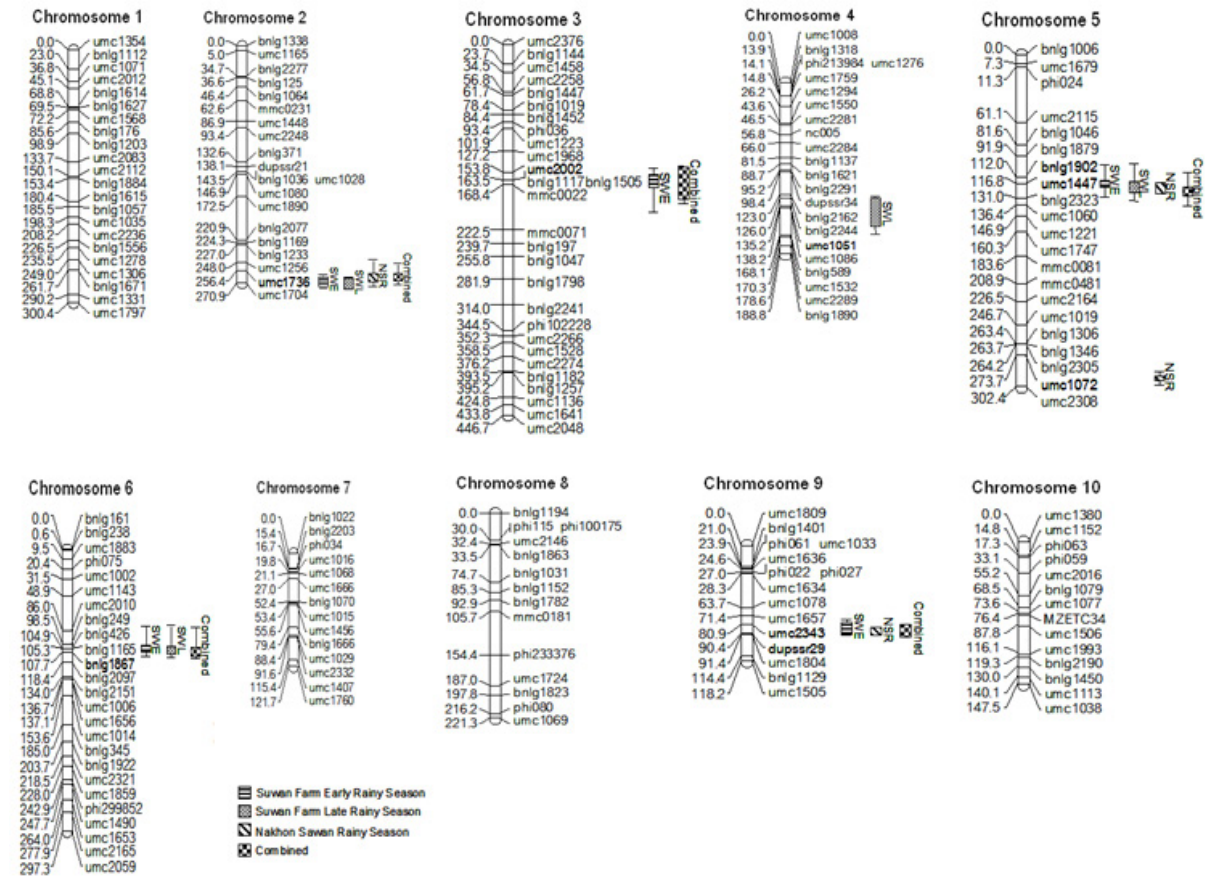 Chromosome 1
0.0 umc1354
23.0 bnlg1112
36.8 umc1071
45.1 umc2012
68.8 bnlg1614
69.5 bnlg1627
72.2 umc1568
85.6 bnlg176
98.9 bnlg1203
133.7 umc2083
150.1 umc2112
153.4 bnlg1884
180.4 bnlg1615
185.5 bnlg1057
198.3 umc1035
208.2 umc2236
226.5 bnlg1556
235.5 umc1278
249.0 umc1306
261.7 bnlg1671
290.2 umc1331
300.4 umc1797
Chromosome 2
0.0 bnlg1338
5.0 umc1165
34.7 bnlg2277
36.6 bnlg125
46.4 bnlg1064
62.6 mmc0231
86.9 umc1448
93.4 umc2248
132.6 bnlg371
138.1 dupssr21
143.5 bnlg1036 umc1028
146.9 umc1080
172.5 umc1890
220.9 bnlg2077
224.3 bnlg1169
227.0 bnlg1233
248.0 umc1256
256.4 umc1736
270.9 umc1704
SWE
SWL
NSR
Combined
Chromosome 3
0.0 umc2376
23.7 bnlg1144
34.5 umc1458
56.8 umc2258
61.7 bnlg1447
78.4 bnlg1019
84.4 bnlg1452
93.4 phi036
101.9 umc1223
127.2 umc1968
153.8 umc2002
163.5 bnlg1117bnlg1505
168.4 mmc0022
222.5 mmc0071
239.7 bnlg197
255.8 bnlg1047
281.9 bnlg1798
314.0 bnlg2241
344.5 phi102228
352.3 umc2266
358.5 umc1528
376.2 umc2274
393.5 bnlg1182
395.2 bnlg1257
424.8 umc1136
433.8 umc1641
446.7 umc2048
SWE
Combined
Chromosome 4
0.0 umc1008
13.9 bnlg1318
14.1 phi213984 umc1276
14.8 umc1759
26.2 umc1294
43.6 umc1550
46.5 umc2281
56.8 nc005
66.0 umc2284
81.5 bnlg1137
88.7 bnlg1621
95.2 bnlg2291
98.4 dupssr34
123.0 bnlg2162
126.0 bnlg2244
135.2 umc1051
138.2 umc1086
168.1 bnlg589
170.3 umc1532
178.6 umc2289
188.8 bnlg1890
SWL
Chromosome 5
0.0 bnlg1006
7.3 umc1679
11.3 phi024
61.1 umc2115
81.6 bnlg1046
91.9 bnlg1879
112.0 bnlg1902
116.8 umc1447
131.0 bnlg2323
136.4 umc1060
146.9 umc1221
160.3 umc1747
183.6 mmc0081
208.9 mmc0481
226.5 umc2164
246.7 umc1019
263.4 bnlg1306
263.7 bnlg1346
264.2 bnlg2305
273.7 umc1072
302.4 umc2308
SWE
SWL
NSR
Combined
NSR
Chromosome 6
0.0 bnlg161
0.6 bnlg238
9.5 umc1883
20.4 phi075
31.5 umc1002
48.9 umc1143
86.0 umc2010
98.5 bnlg249
104.9 bnlg426
105.3 bnlg1165
107.7 bnlg1867
118.4 bnlg2097
134.0 bnlg2151
136.7 umc1006
137.1 umc1656
153.6 umc1014
185.0 bnlg345
203.7 bnlg1922
218.5 umc2321
228.0 umc1859
242.9 phi299852
247.7 umc1490
264.0 umc1653
277.9 umc2165
297.3 umc2059
SWE
SWL
Combined
Chromosome 7
0.0 bnlg1022
15.4 bnlg2203
16.7 phi034
19.8 umc1016
21.1 umc1068
27.0 umc1666
52.4 bnlg1070
53.4 umc1015
55.6 umc1456
79.4 bnlg1666
88.4 umc1029
91.6 umc2332
115.4 umc1407
121.7 umc1760
Chromosome 8
0.0 bnlg1194
30.0 phi115 phi100175
32.4 umc2146
33.5 bnlg1863
74.7 bnlg1031
85.3 bnlg1152
92.9 bnlg1782
105.7 mmc0181
154.4 phi233376
187.0 umc1724
197.8 bnlg1823
216.2 phi080
221.3 umc1069
Chromosome 9
0.0 umc1809
21.0 bnlg1401
23.9 phi061 umc1033
24.6 umc1636
27.0 phi022 phi027
28.3 umc1634
63.7 umc1078
71.4 umc1657
80.9 umc2343
90.4 dupssr29
91.4 umc1804
114.4 bnlg1129
118.2 umc1505
SWE
NSR
Combined
Chromosome 10
0.0 umc1380
14.8 umc1152
17.3 phi063
33.1 phi059
55.2 umc2016
68.5 bnlg1079
73.6 umc1077
76.4 MZETC34
87.8 umc1506
116.1 umc1993
119.3 bnlg2190
130.0 bnlg1450
140.1 umc1113
147.5 umc1038
Suwan Farm Early Rainy Season
Suwan Farm Late Rainy Season
Nakhon Sawan Rainy Season
Combined